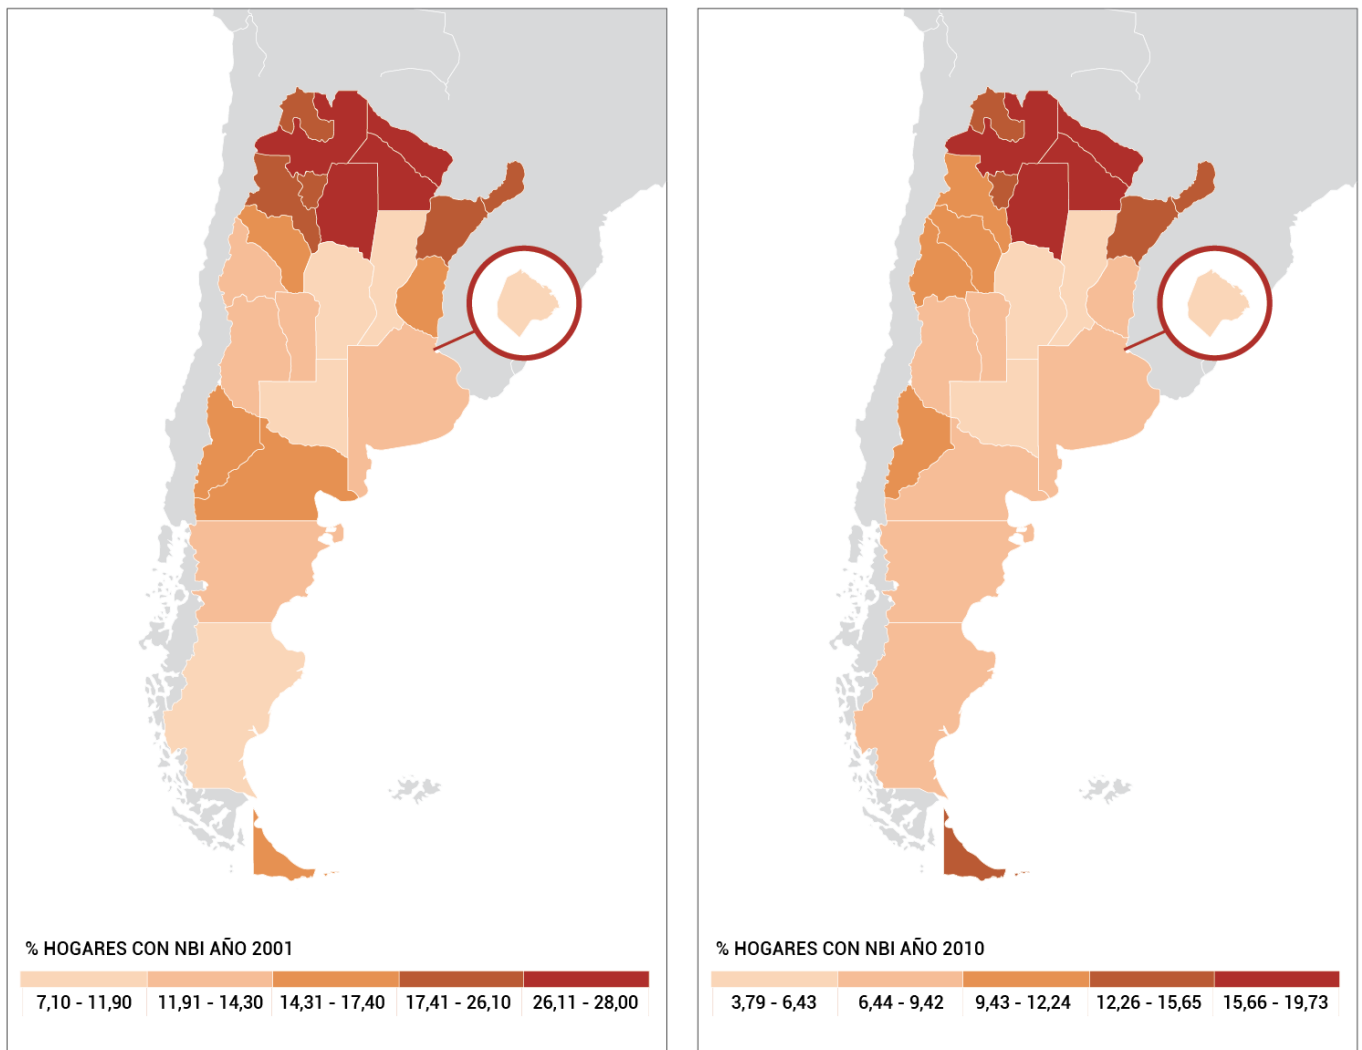 % HOGARES CON NBI AÑO 2001
7,10 - 11,90 11,91 - 14,30 14,31 - 17,40 17,41 - 26,10 26,11 - 28,00
% HOGARES CON NBI AÑO 2010
3,79 - 6,43 6,44 - 9,42 9,43 - 12,24 12,26 - 15,65 15,66 - 19,73